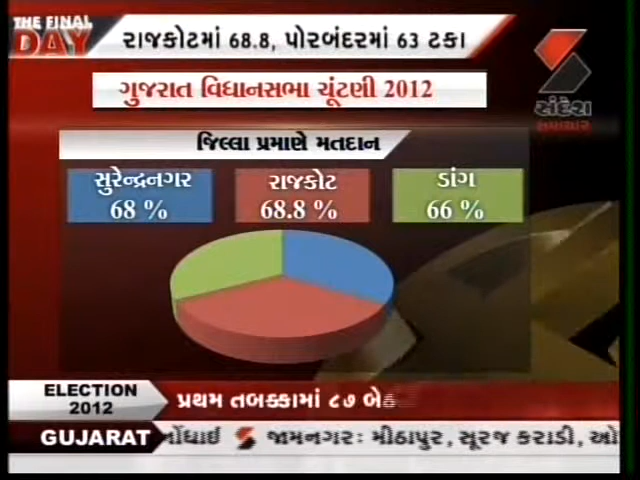 THE FINAL
DAY
રાજકોટમાં 68.8, પોરબંદરમાં 63 ટકા
ગુજરાત વિધાનસભા ચૂંટણી 2012
સંદેશ
સમાચાર
જિલ્લા પ્રમાણે મતદાન
સુરેન્દ્રનગર
68 %
રાજકોટ
68.8 %
ડાંગ
66 %
ELECTION
2012
પ્રથમ તબક્કામાં ૮૭ બેઠ
GUJARAT
નોંધાઈ જામનગર: મીઠાપુર, સૂરજ કરાડી, ઓ